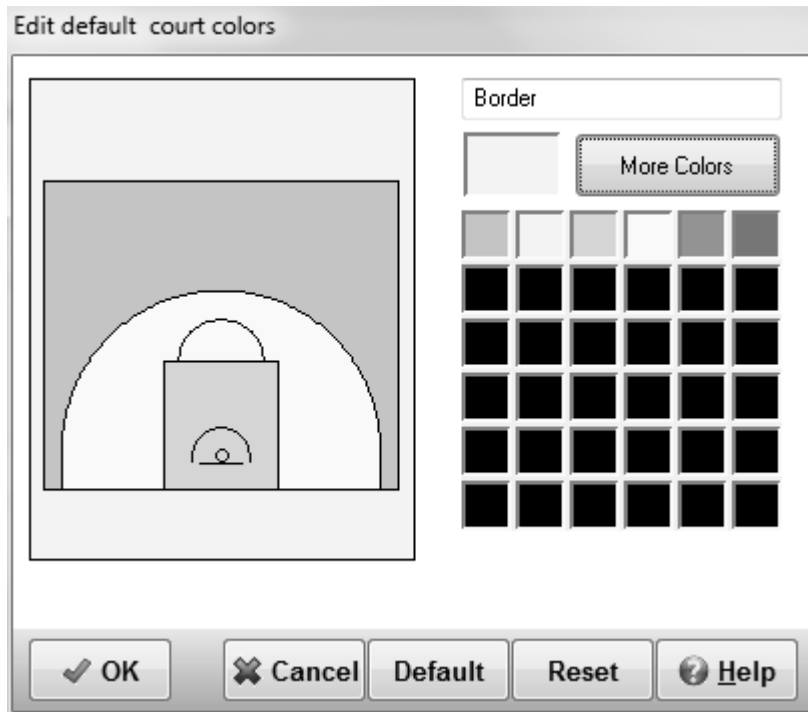 Edit default  court colors
Border
More Colors
OK
Cancel
Default
Reset
Help